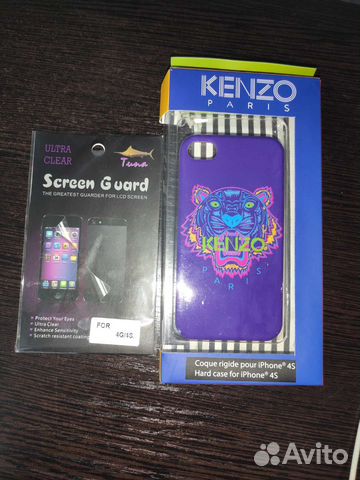 ULTRA
CLEAR
Tuna
Screen Guard
THE GREATEST GUARDER FOR LCD SCREEN
Protect Your Eyes
Ultra Clear
Enhance Sensitivity
Scratch resistant coating
FOR
4G/4S
KENZO
PARIS
KENZO
PARIS
Coque rigide pour iPhone® 4S
Hard case for iPhone® 4S
Avito